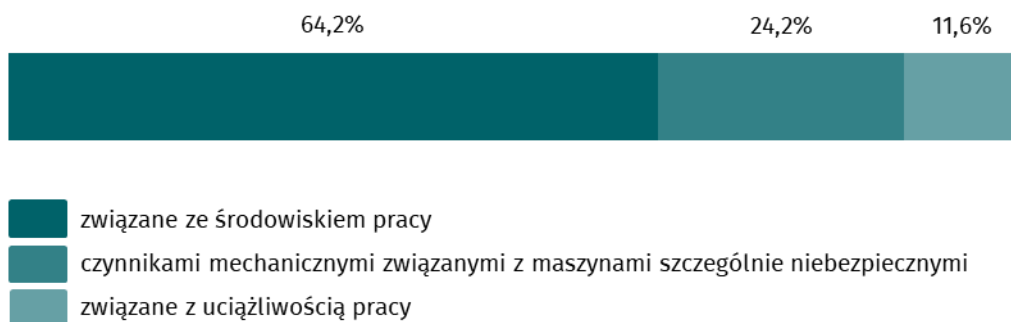 64,2% 24,2% 11,6%
związane ze środowiskiem pracy
czynnikami mechanicznymi związanymi z maszynami szczególnie niebezpiecznymi
związane z uciążliwością pracy